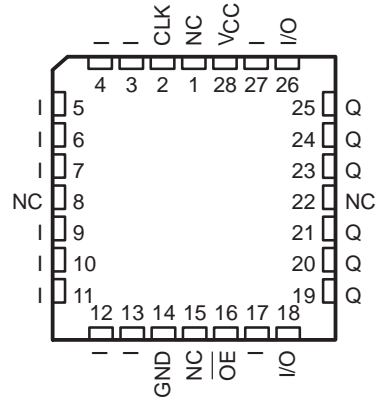 I I CLK NC VCC I I/O
4 3 2 1 28 27 26
I 5 25 Q
I 6 24 Q
I 7 23 Q
NC 8 22 NC
I 9 21 Q
I 10 20 Q
I 11 19 Q
12 13 14 15 16 17 18
I I GND NC OE I I/O